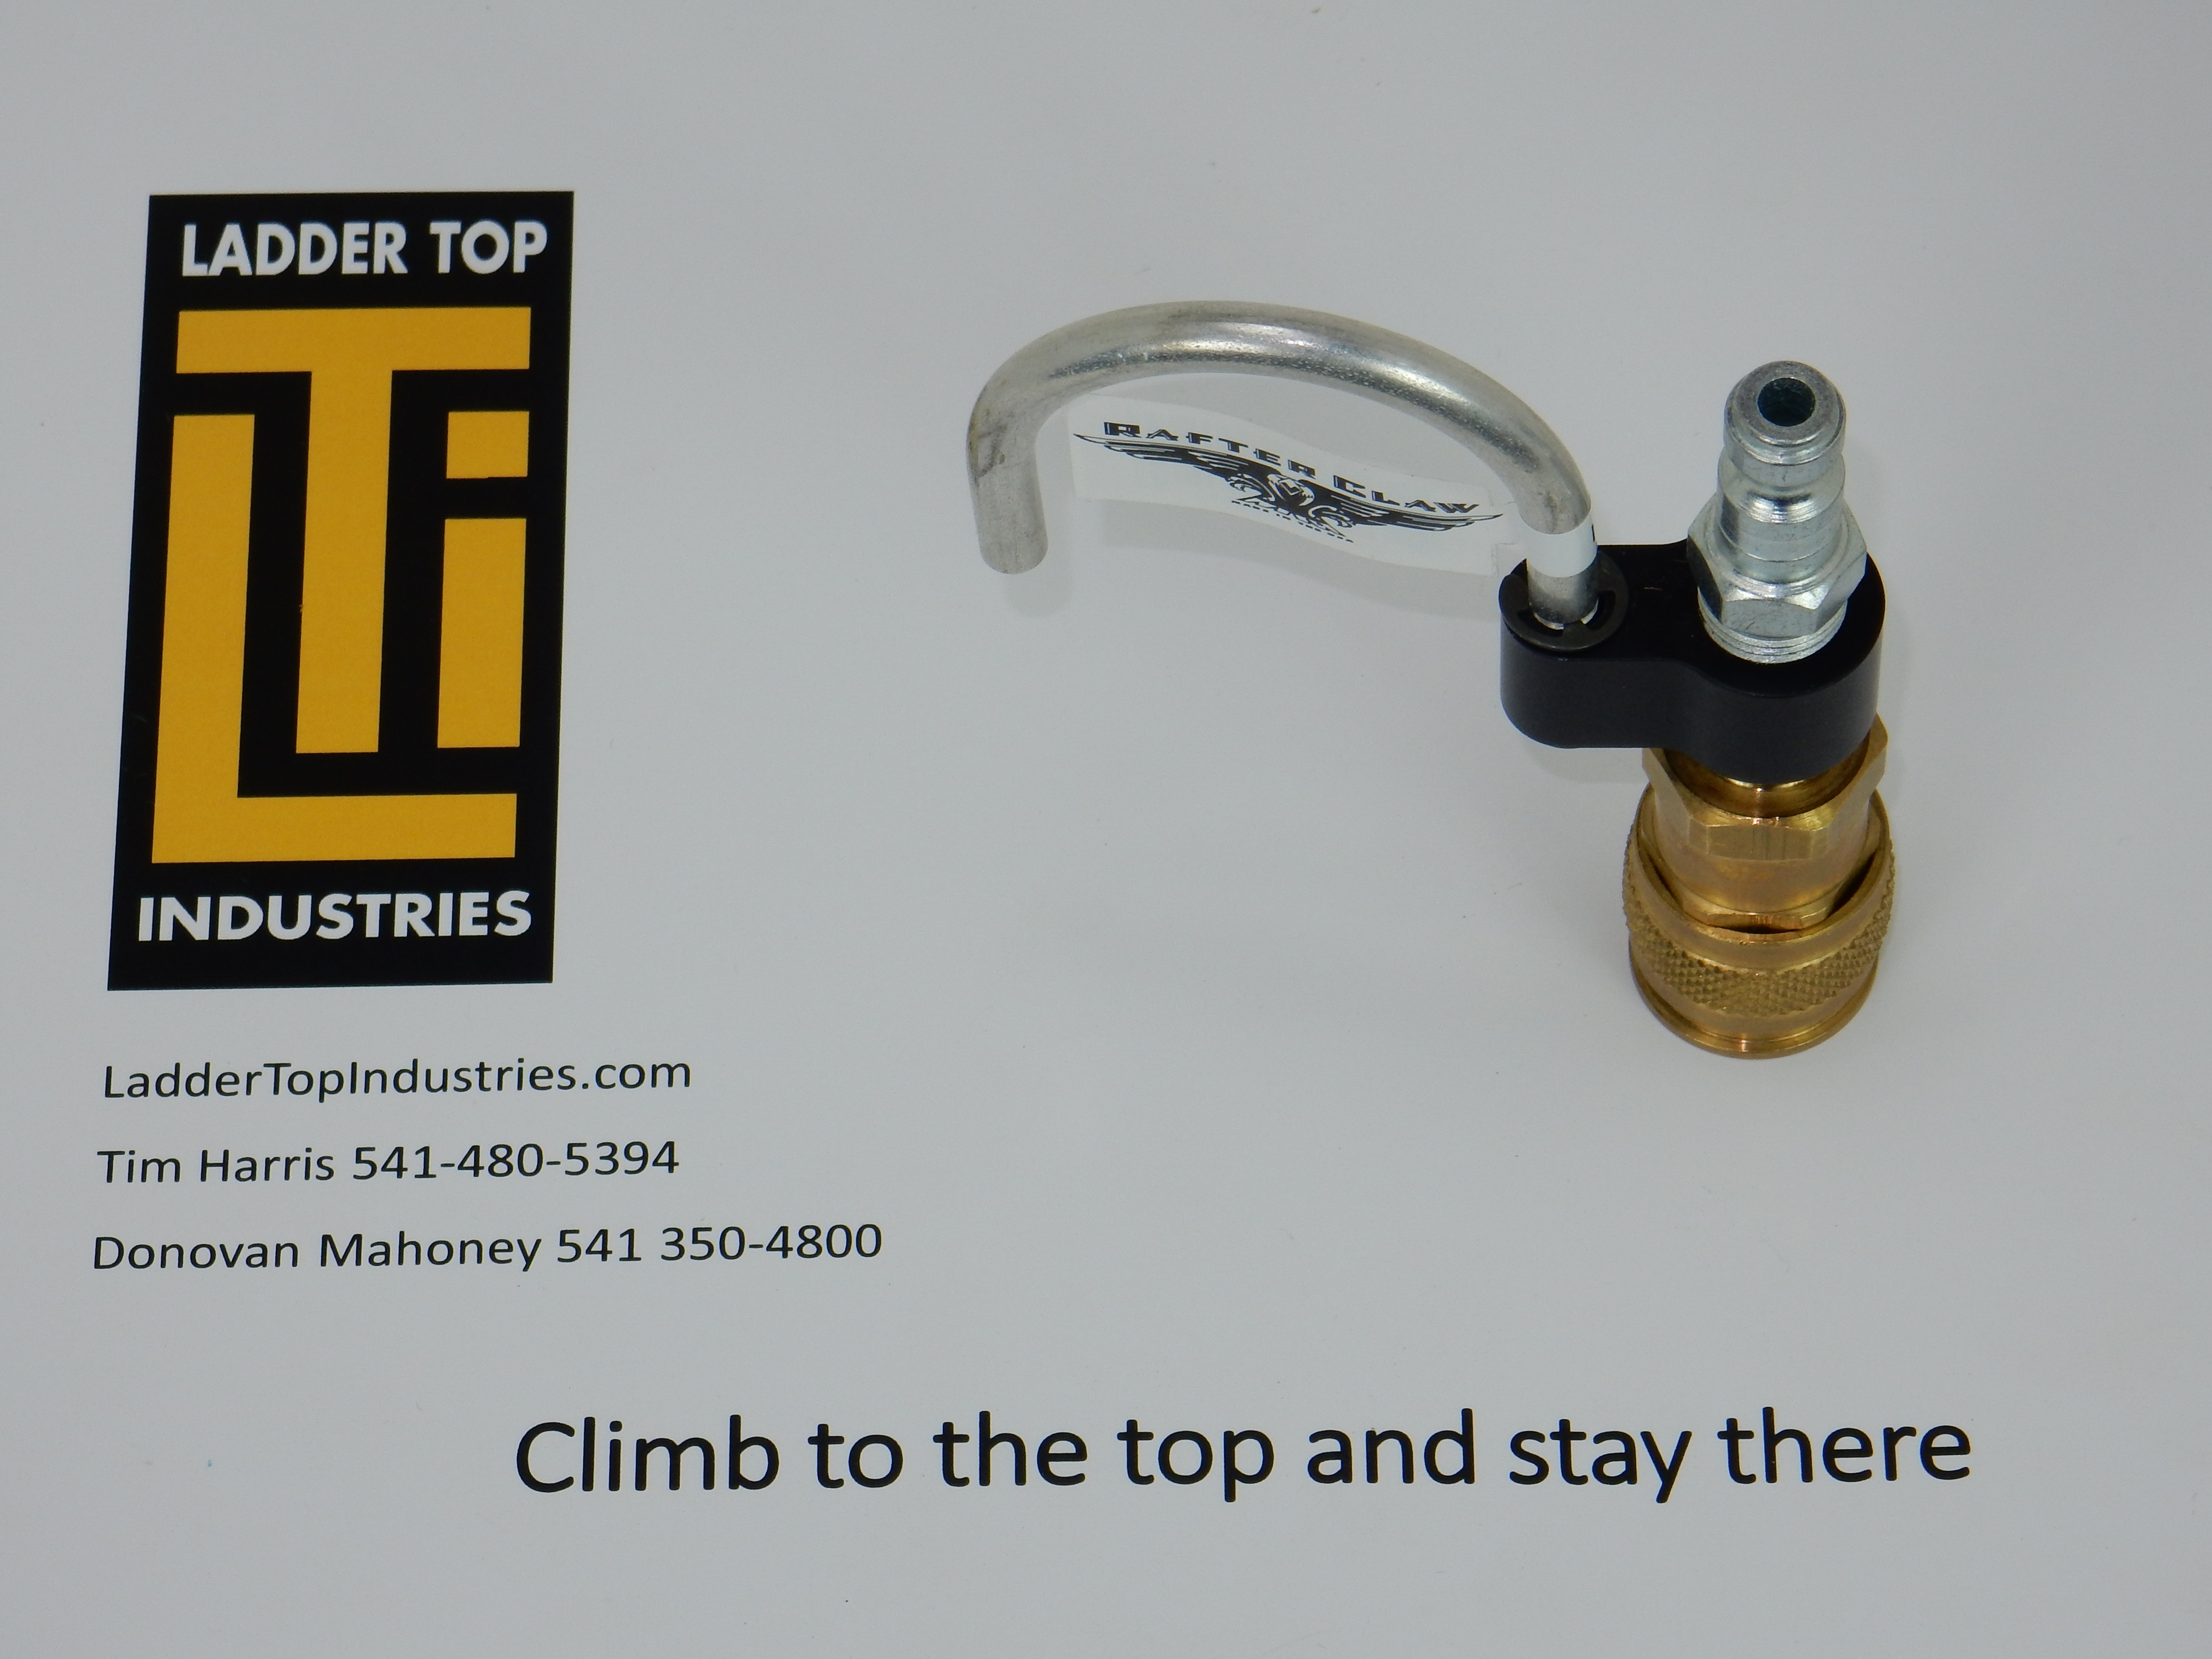 LADDER TOP
LTi
INDUSTRIES
RAFTER CLAW
LadderTopIndustries.com
Tim Harris 541-480-5394
Donovan Mahoney 541 350-4800
Climb to the top and stay there